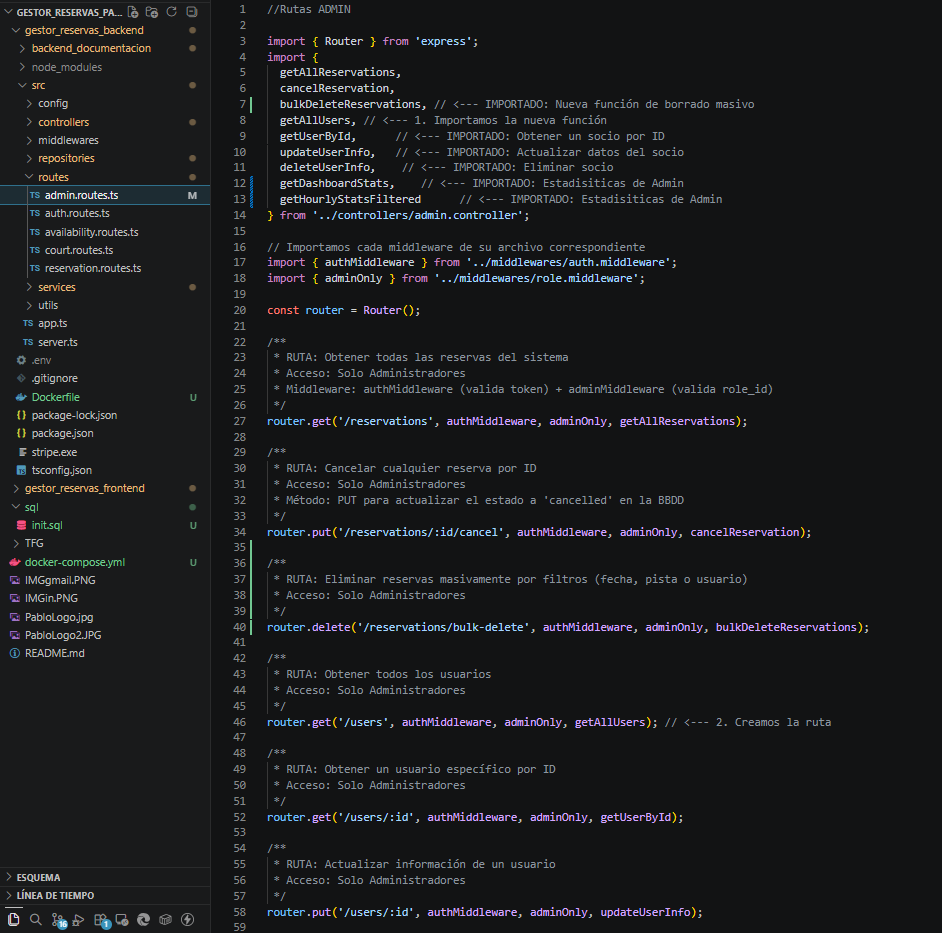 GESTOR_RESERVAS_PA...
gestor_reservas_backend
backend_documentacion
node_modules
src
config
controllers
middlewares
repositories
routes
TS admin.routes.ts M
TS auth.routes.ts
TS availability.routes.ts
TS court.routes.ts
TS reservation.routes.ts
services
utils
TS app.ts
TS server.ts
.env
.gitignore
Dockerfile U
{} package-lock.json
{} package.json
stripe.exe
TS tsconfig.json
gestor_reservas_frontend
sql
init.sql U
TFG
docker-compose.yml U
IMGgmail.PNG
IMGin.PNG
PabloLogo.jpg
PabloLogo2.JPG
README.md
ESQUEMA
LÍNEA DE TIEMPO
16
1
1 //Rutas ADMIN
2
3 import { Router } from 'express';
4 import {
5 getAllReservations,
6 cancelReservation,
7 bulkDeleteReservations, // <--- IMPORTADO: Nueva función de borrado masivo
8 getAllUsers, // <--- 1. Importamos la nueva función
9 getUserById, // <--- IMPORTADO: Obtener un socio por ID
10 updateUserInfo, // <--- IMPORTADO: Actualizar datos del socio
11 deleteUserInfo, // <--- IMPORTADO: Eliminar socio
12 getDashboardStats, // <--- IMPORTADO: Estadisiticas de Admin
13 getHourlyStatsFiltered // <--- IMPORTADO: Estadisiticas de Admin
14 } from '../controllers/admin.controller';
15
16 // Importamos cada middleware de su archivo correspondiente
17 import { authMiddleware } from '../middlewares/auth.middleware';
18 import { adminOnly } from '../middlewares/role.middleware';
19
20 const router = Router();
21
22 /**
23 * RUTA: Obtener todas las reservas del sistema
24 * Acceso: Solo Administradores
25 * Middleware: authMiddleware (valida token) + adminMiddleware (valida role_id)
26 */
27 router.get('/reservations', authMiddleware, adminOnly, getAllReservations);
28
29 /**
30 * RUTA: Cancelar cualquier reserva por ID
31 * Acceso: Solo Administradores
32 * Método: PUT para actualizar el estado a 'cancelled' en la BBDD
33 */
34 router.put('/reservations/:id/cancel', authMiddleware, adminOnly, cancelReservation);
35
36 /**
37 * RUTA: Eliminar reservas masivamente por filtros (fecha, pista o usuario)
38 * Acceso: Solo Administradores
39 */
40 router.delete('/reservations/bulk-delete', authMiddleware, adminOnly, bulkDeleteReservations);
41
42 /**
43 * RUTA: Obtener todos los usuarios
44 * Acceso: Solo Administradores
45 */
46 router.get('/users', authMiddleware, adminOnly, getAllUsers); // <--- 2. Creamos la ruta
47
48 /**
49 * RUTA: Obtener un usuario específico por ID
50 * Acceso: Solo Administradores
51 */
52 router.get('/users/:id', authMiddleware, adminOnly, getUserById);
53
54 /**
55 * RUTA: Actualizar información de un usuario
56 * Acceso: Solo Administradores
57 */
58 router.put('/users/:id', authMiddleware, adminOnly, updateUserInfo);
59